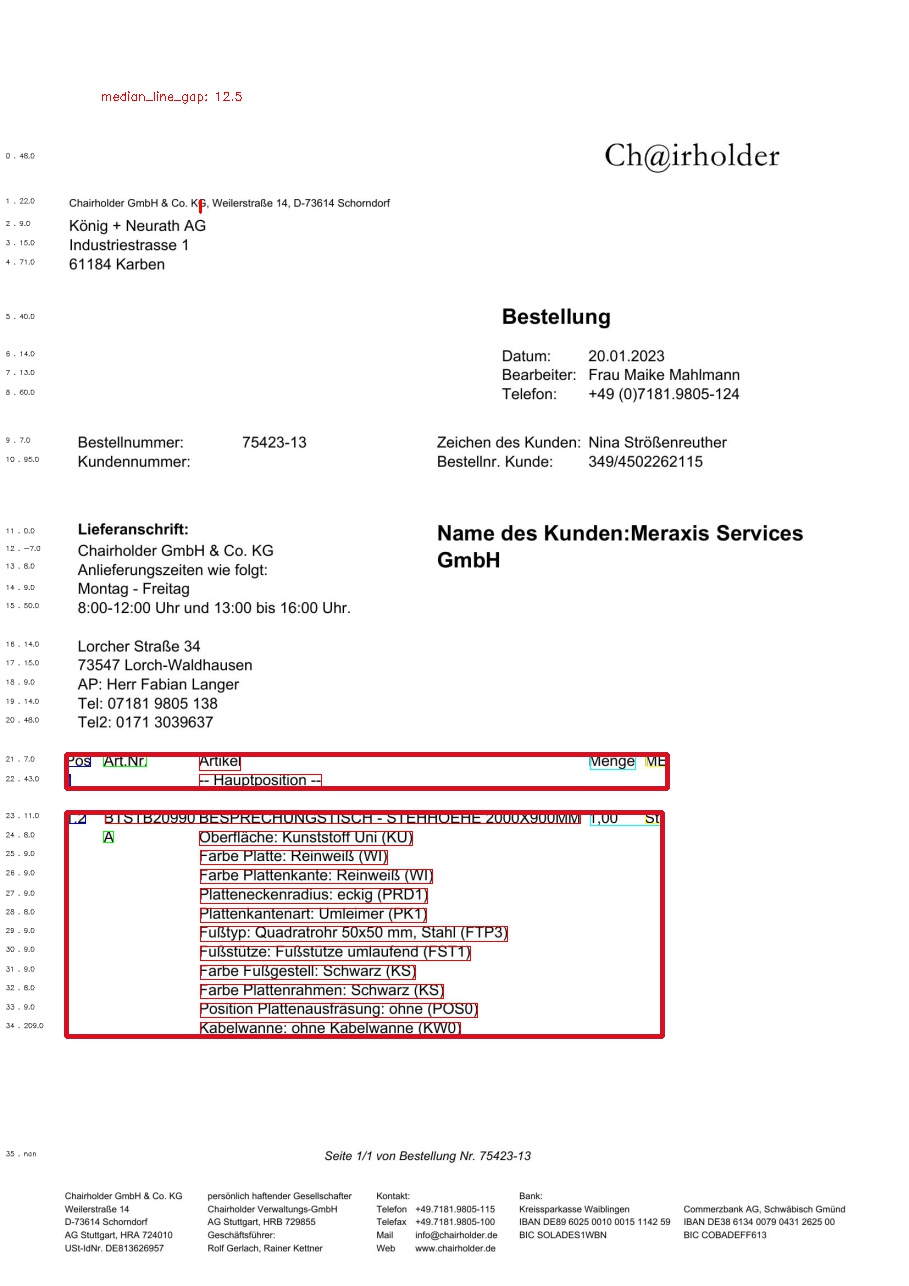 median_line_gap: 12.5
0 . 48.0
Ch@irholder
1 . 22.0 Chairholder GmbH & Co. KG, Weilerstraße 14, D-73614 Schorndorf
2 . 9.0 König + Neurath AG
3 . 15.0 Industriestrasse 1
4 . 71.0 61184 Karben
5 . 40.0 Bestellung
6 . 14.0 Datum: 20.01.2023
7 . 13.0 Bearbeiter: Frau Maike Mahlmann
8 . 60.0 Telefon: +49 (0)7181.9805-124
9 . 7.0 Bestellnummer: 75423-13 Zeichen des Kunden: Nina Strößenreuther
10 . 95.0 Kundennummer: Bestellnr. Kunde: 349/4502262115
11 . 0.0 Lieferanschrift: Name des Kunden:Meraxis Services
12 . -7.0 Chairholder GmbH & Co. KG GmbH
13 . 8.0 Anlieferungszeiten wie folgt:
14 . 9.0 Montag - Freitag
15 . 50.0 8:00-12:00 Uhr und 13:00 bis 16:00 Uhr.
16 . 14.0 Lorcher Straße 34
17 . 15.0 73547 Lorch-Waldhausen
18 . 9.0 AP: Herr Fabian Langer
19 . 14.0 Tel: 07181 9805 138
20 . 48.0 Tel2: 0171 3039637
21 . 7.0 Pos Art.Nr. Artikel Menge ME
22 . 43.0 -- Hauptposition --
23 . 11.0 BTSTB20990 BESPRECHUNGSTISCH - STEHHOEHE 2000X900MM 1,00 St
24 . 8.0 A Oberfläche: Kunststoff Uni (KU)
25 . 9.0 Farbe Platte: Reinweiß (WI)
26 . 9.0 Farbe Plattenkante: Reinweiß (WI)
27 . 9.0 Platteneckenradius: eckig (PRD1)
28 . 8.0 Plattenkantenart: Umleimer (PK1)
29 . 9.0 Fußtyp: Quadratrohr 50x50 mm, Stahl (FTP3)
30 . 9.0 Fußstütze: Fußstütze umlaufend (FST1)
31 . 9.0 Farbe Fußgestell: Schwarz (KS)
32 . 8.0 Farbe Plattenrahmen: Schwarz (KS)
33 . 9.0 Position Plattenausfräsung: ohne (POS0)
34 . 209.0 Kabelwanne: ohne Kabelwanne (KW0)
35 . nan Seite 1/1 von Bestellung Nr. 75423-13
Chairholder GmbH & Co. KG persönlich haftender Gesellschafter Kontakt: Bank:
Weilerstraße 14 Chairholder Verwaltungs-GmbH Telefon +49.7181.9805-115 Kreissparkasse Waiblingen Commerzbank AG, Schwäbisch Gmünd
D-73614 Schorndorf AG Stuttgart, HRB 729855 Telefax +49.7181.9805-100 IBAN DE89 6025 0010 0015 1142 59 IBAN DE38 6134 0079 0431 2625 00
AG Stuttgart, HRA 724010 Geschäftsführer: Mail info@chairholder.de BIC SOLADES1WBN BIC COBADEFF613
USt-IdNr. DE813626957 Rolf Gerlach, Rainer Kettner Web www.chairholder.de